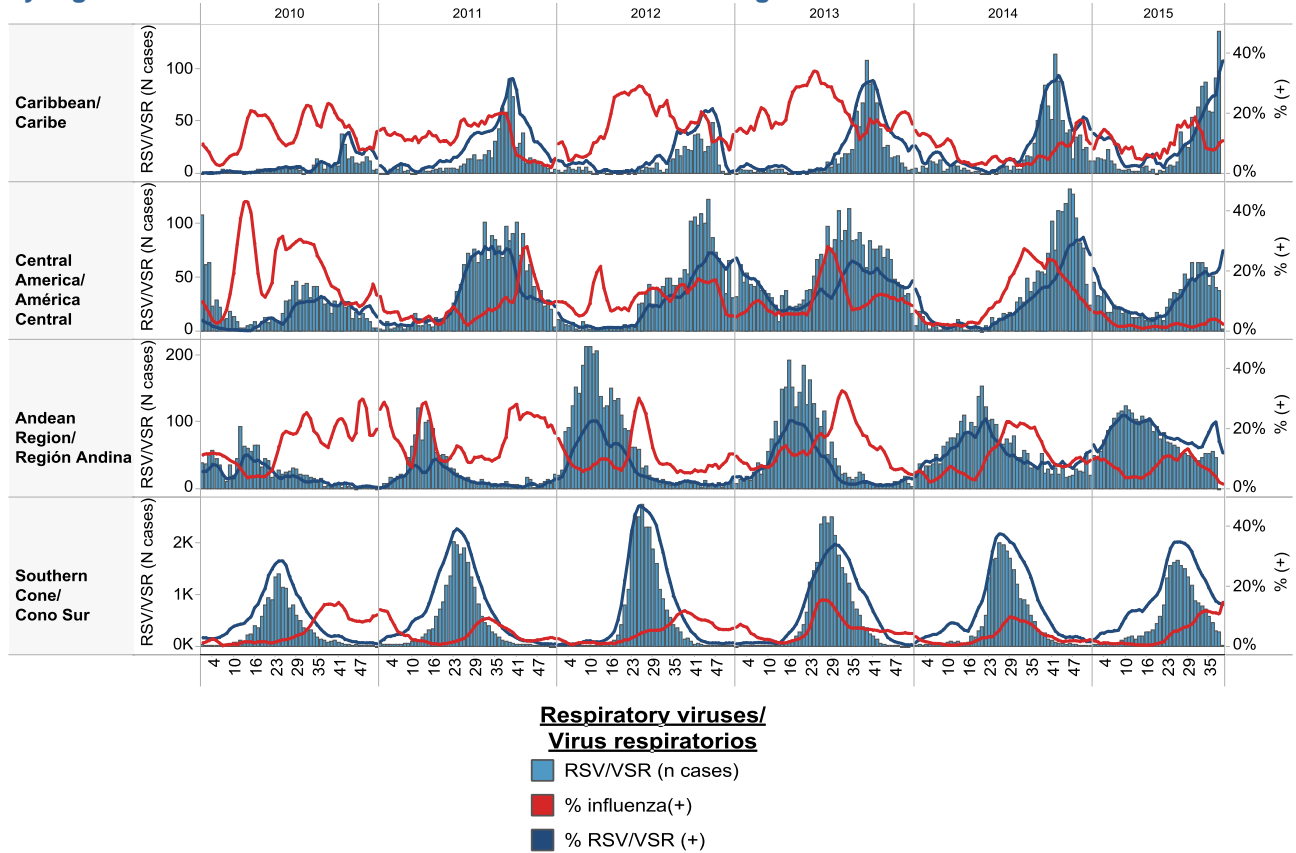 2010 2011 2012 2013 2014 2015
Caribbean/
Caribe
RSV/VSR (N cases)
100
50
0
40%
20%
0%
% (+)
Central
America/
América
Central
RSV/VSR (N cases)
100
50
0
40%
20%
0%
% (+)
Andean
Region/
Región Andina
RSV/VSR (N cases)
200
100
0
40%
20%
0%
% (+)
Southern
Cone/
Cono Sur
RSV/VSR (N cases)
2K
1K
0K
40%
20%
0%
% (+)
4 10 16 23 29 35 41 47 4 10 16 23 29 35 41 47 4 10 16 23 29 35 41 47 4 10 16 23 29 35 41 47 4 10 16 23 29 35 41 47 4 10 16 23 29 35
Respiratory viruses/
Virus respiratorios
RSV/VSR (n cases)
% influenza(+)
% RSV/VSR (+)